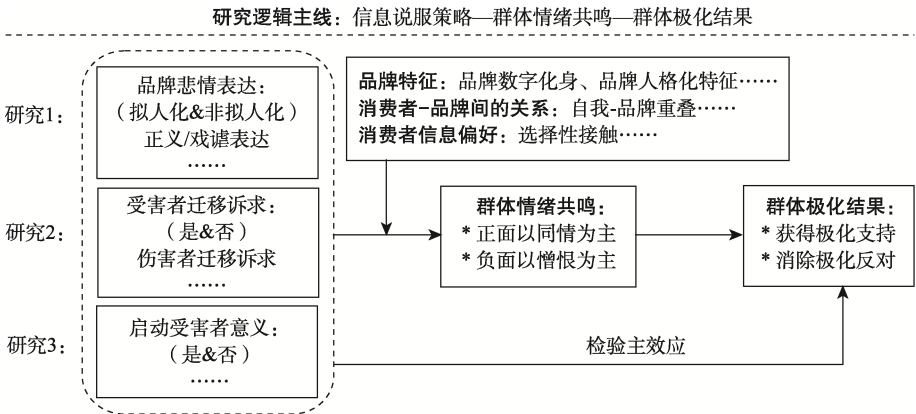 研究逻辑主线：信息说服策略—群体情绪共鸣—群体极化结果
研究1：
品牌悲情表达：
（拟人化&非拟人化）
正义/戏谑表达
……
品牌特征：品牌数字化身、品牌人格化特征……
消费者-品牌间的关系：自我-品牌重叠……
消费者信息偏好：选择性接触……
研究2：
受害者迁移诉求：
（是&否）
伤害者迁移诉求
……
群体情绪共鸣：
* 正面以同情为主
* 负面以憎恨为主
群体极化结果：
* 获得极化支持
* 消除极化反对
研究3：
启动受害者意义：
（是&否）
……
检验主效应